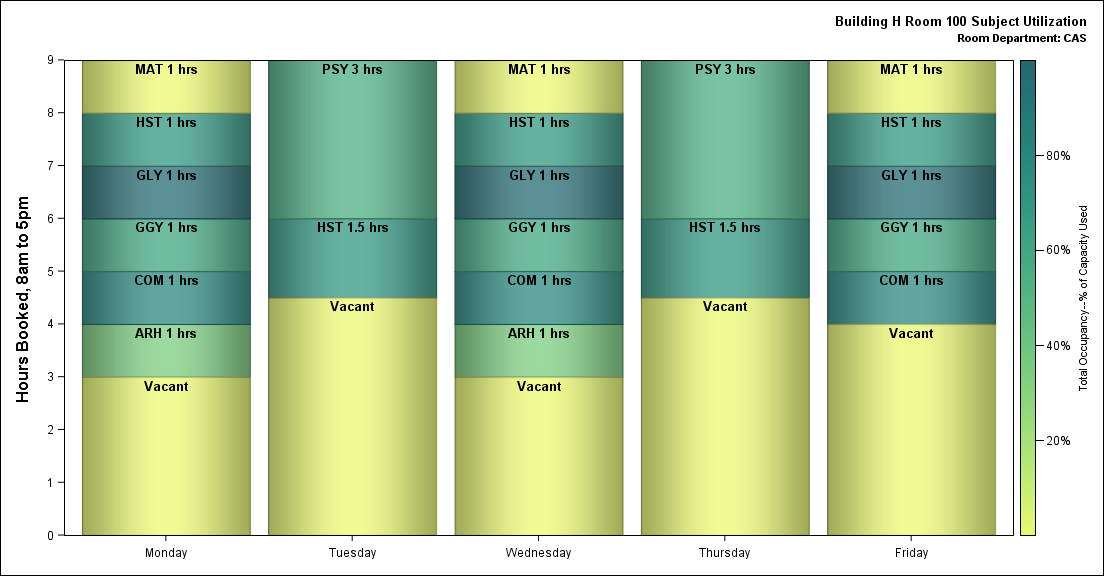 Building H Room 100 Subject Utilization
Room Department: CAS
Hours Booked, 8am to 5pm
9
8
7
6
5
4
3
2
1
0
MAT 1 hrs
HST 1 hrs
GLY 1 hrs
GGY 1 hrs
COM 1 hrs
ARH 1 hrs
Vacant
Monday
PSY 3 hrs
HST 1.5 hrs
Vacant
Tuesday
MAT 1 hrs
HST 1 hrs
GLY 1 hrs
GGY 1 hrs
COM 1 hrs
ARH 1 hrs
Vacant
Wednesday
PSY 3 hrs
HST 1.5 hrs
Vacant
Thursday
MAT 1 hrs
HST 1 hrs
GLY 1 hrs
GGY 1 hrs
COM 1 hrs
Vacant
Friday
80%
60%
40%
20%
Total Occupancy--% of Capacity Used